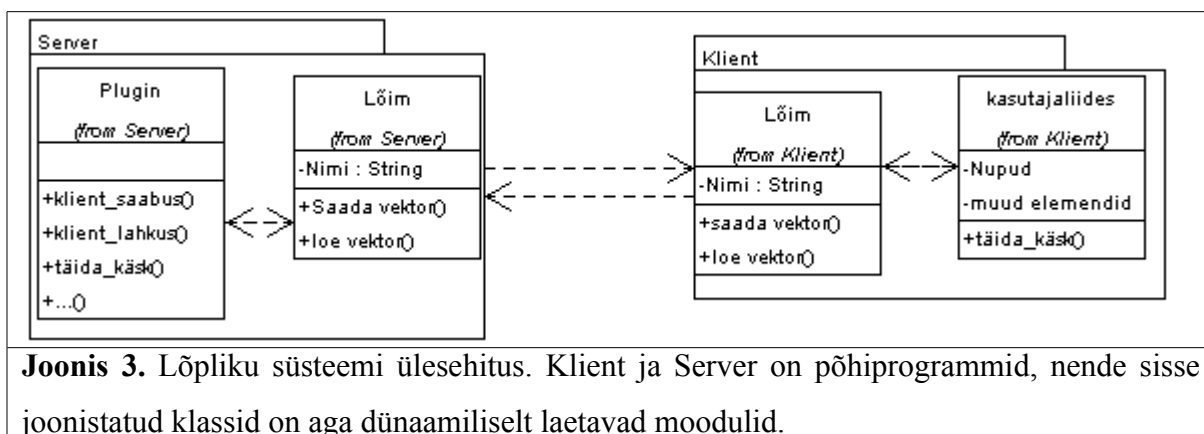 Server
Plugin
(from Server)
+klient_saabus()
+klient_lahkus()
+täida_käsk()
+...()
Lõim
(from Server)
-Nimi : String
+Saada vektor()
+loe vektor()
Klient
Lõim
(from Klient)
-Nimi : String
+saada vektor()
+loe vektor()
kasutajaliides
(from Klient)
-Nupud
-muud elemendid
+täida_käsk()
Joonis 3. Lõpliku süsteemi ülesehitus. Klient ja Server on põhiprogrammid, nende sisse
joonistatud klassid on aga dünaamiliselt laetavad moodulid.